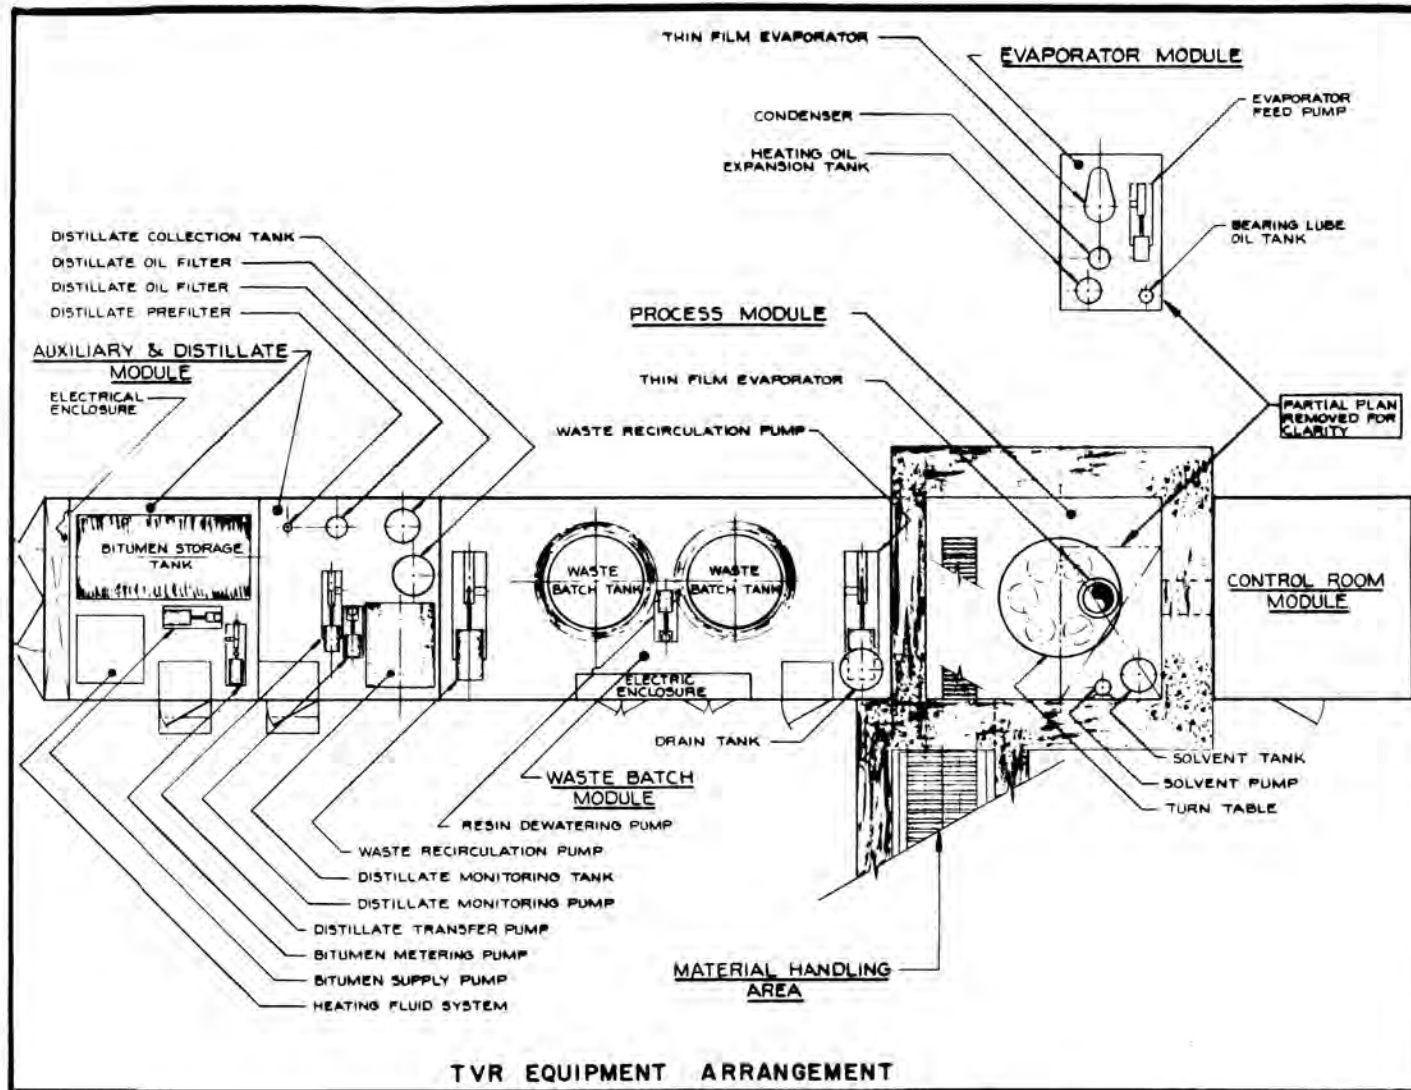 THIN FILM EVAPORATOR
EVAPORATOR MODULE
EVAPORATOR
FEED PUMP
CONDENSER
HEATING OIL
EXPANSION TANK
BEARING LUBE
OIL TANK
DISTILLATE COLLECTION TANK
DISTILLATE OIL FILTER
DISTILLATE OIL FILTER
DISTILLATE PREFILTER
AUXILIARY & DISTILLATE
MODULE
ELECTRICAL
ENCLOSURE
PROCESS MODULE
THIN FILM EVAPORATOR
WASTE RECIRCULATION PUMP
PARTIAL PLAN
REMOVED FOR
CLARITY
BITUMEN STORAGE
TANK
WASTE
BATCH TANK
WASTE
BATCH TANK
CONTROL ROOM
MODULE
ELECTRIC
ENCLOSURE
DRAIN TANK
WASTE BATCH
MODULE
SOLVENT TANK
SOLVENT PUMP
TURN TABLE
RESIN DEWATERING PUMP
WASTE RECIRCULATION PUMP
DISTILLATE MONITORING TANK
DISTILLATE MONITORING PUMP
DISTILLATE TRANSFER PUMP
BITUMEN METERING PUMP
BITUMEN SUPPLY PUMP
HEATING FLUID SYSTEM
MATERIAL HANDLING
AREA
TVR EQUIPMENT ARRANGEMENT